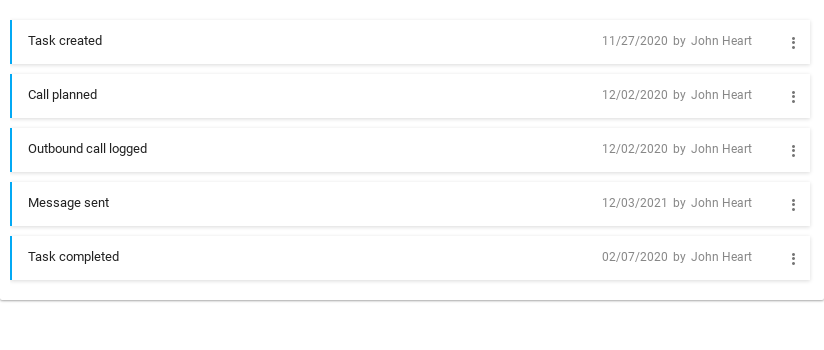 Task created 11/27/2020 by John Heart
Call planned 12/02/2020 by John Heart
Outbound call logged 12/02/2020 by John Heart
Message sent 12/03/2021 by John Heart
Task completed 02/07/2020 by John Heart